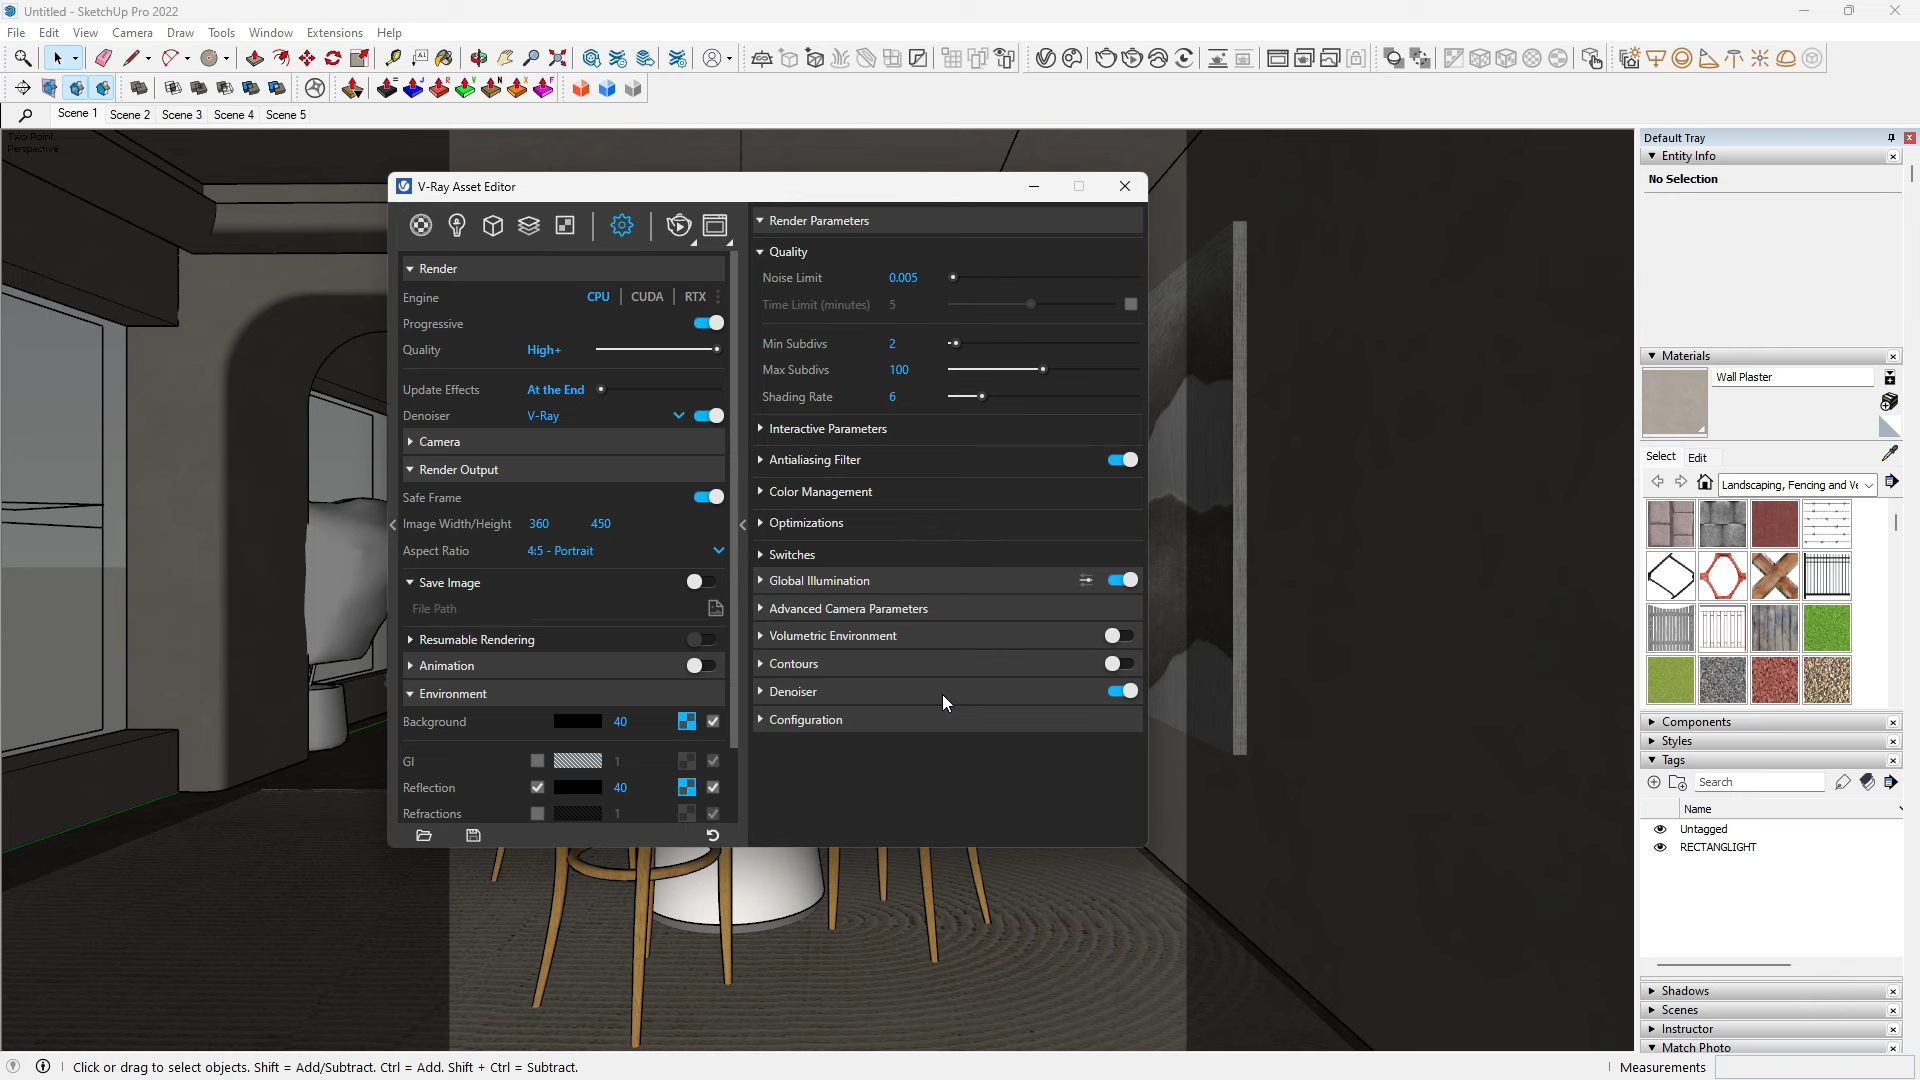 Untitled - SketchUp Pro 2022
File Edit View Camera Draw Tools Window Extensions Help
Scene 1 Scene 2 Scene 3 Scene 4 Scene 5
Two Point
Perspective
V-Ray Asset Editor
Render
Engine CPU CUDA RTX
Progressive
Quality High+
Update Effects At the End
Denoiser V-Ray
Camera
Render Output
Safe Frame
Image Width/Height 360 450
Aspect Ratio 4:5 - Portrait
Save Image
File Path
Resumable Rendering
Animation
Environment
Background 40
GI 1
Reflection 40
Refractions 1
Render Parameters
Quality
Noise Limit 0.005
Time Limit (minutes) 5
Min Subdivs 2
Max Subdivs 100
Shading Rate 6
Interactive Parameters
Antialiasing Filter
Color Management
Optimizations
Switches
Global Illumination
Advanced Camera Parameters
Volumetric Environment
Contours
Denoiser
Configuration
Default Tray
Entity Info
No Selection
Materials
Wall Plaster
Select Edit
Landscaping, Fencing and Ve
Components
Styles
Tags
Search
Name
Untagged
RECTANGLIGHT
Shadows
Scenes
Instructor
Match Photo
Click or drag to select objects. Shift = Add/Subtract. Ctrl = Add. Shift + Ctrl = Subtract.
Measurements